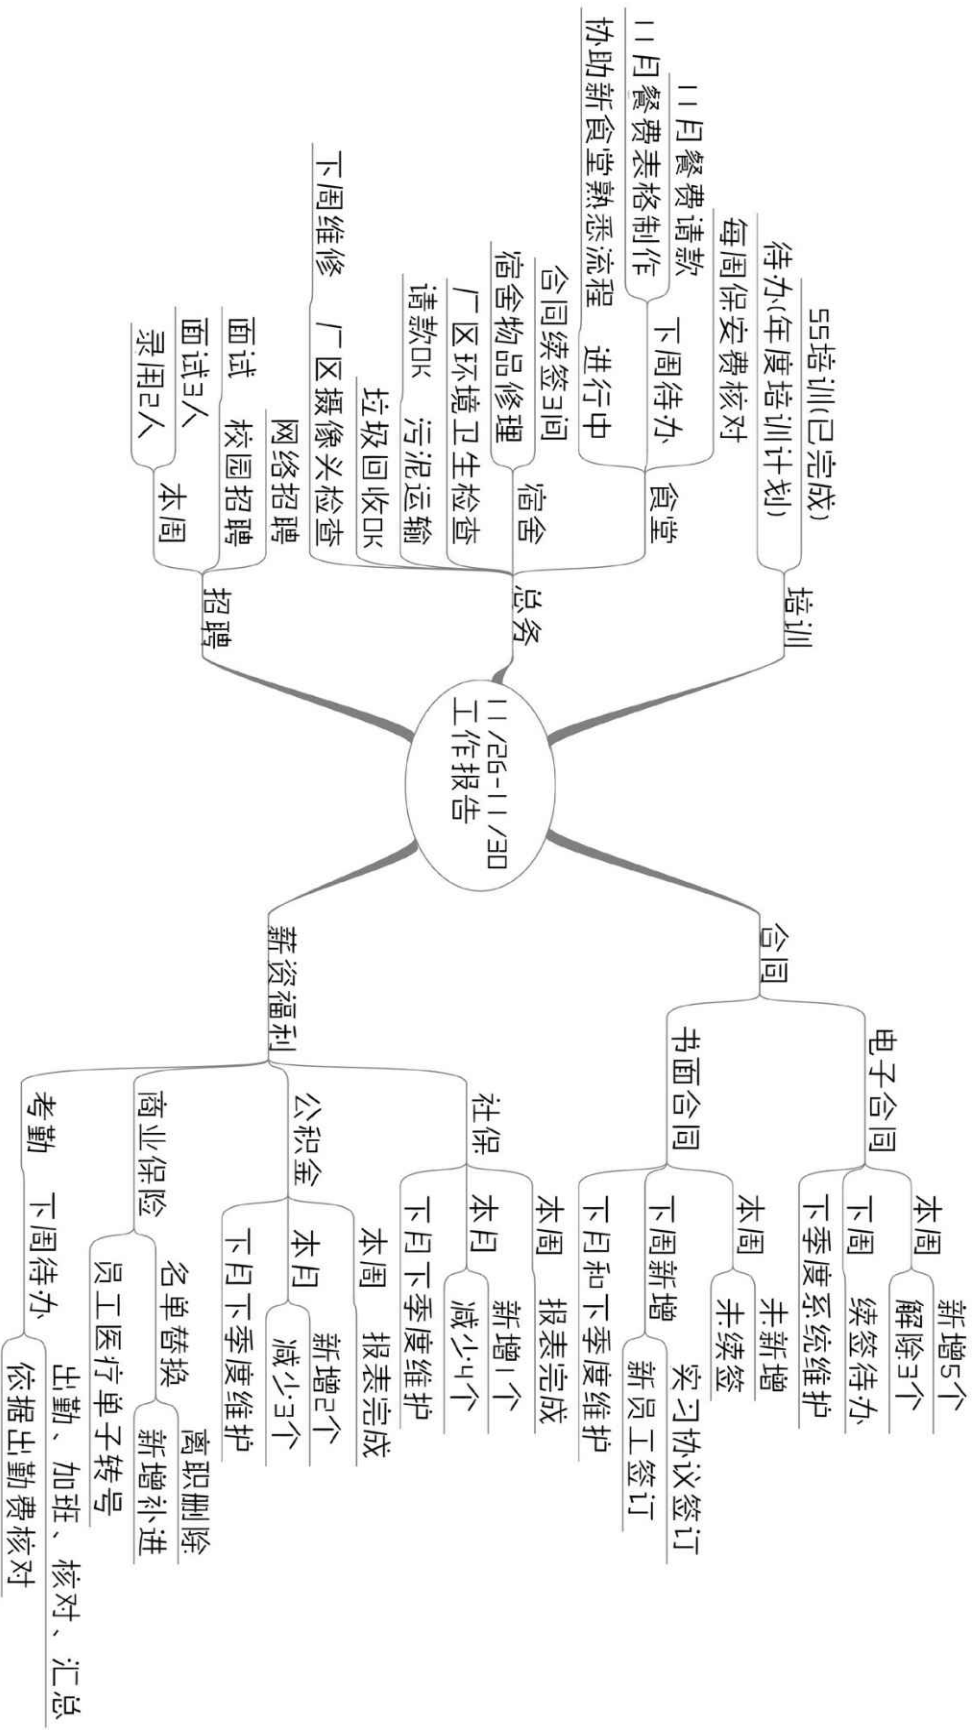 11/26-11/30
工作报告
合同
电子合同
本周
新增5个
解除3个
下周
续签待办
下季度系统维护
书面合同
本周
未新增
未续签
下周新增
实习协议签订
新员工签订
下月和下季度维护
薪资福利
社保
本周
报表完成
本月
新增1个
减少4个
下月下季度维护
公积金
本周
报表完成
本月
新增2个
减少3个
下月下季度维护
商业保险
名单替换
离职删除
新增补进
员工医疗单子转号
考勤
下周待办
出勤、加班、核对、汇总
依据出勤费核对
培训
5S培训(已完成)
待办(年度培训计划)
总务
食堂
每周保安费核对
下周待办
11月餐费请款
11月餐费表格制作
进行中
协助新食堂熟悉流程
宿舍
合同续签3间
宿舍物品修理
厂区环境卫生检查
污泥运输
请款OK
垃圾回收OK
厂区摄像头检查
下周维修
招聘
网络招聘
校园招聘
面试
本周
面试3人
录用2人